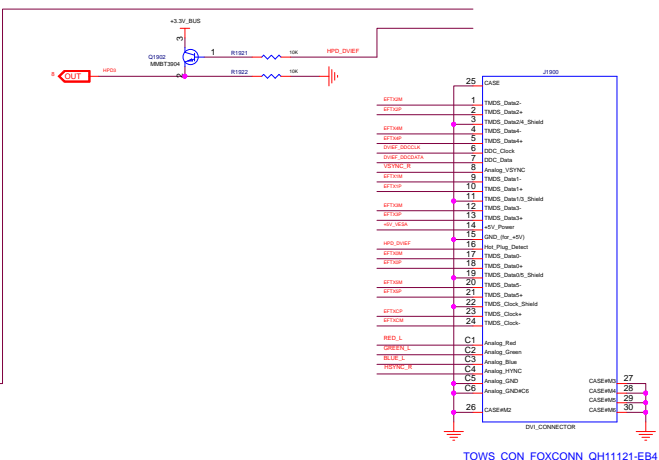 +3.3V_BUS
3
Q1902
MMBT3904
1
R1921
10K
HPD_DVIEF
8
OUT
HPD3
2
R1922
10K
J1900
25 CASE
EFTX2M 1 TMDS_Data2-
EFTX2P 2 TMDS_Data2+
3 TMDS_Data2/4_Shield
EFTX4M 4 TMDS_Data4-
EFTX4P 5 TMDS_Data4+
DVIEF_DDCCLK 6 DDC_Clock
DVIEF_DDCDATA 7 DDC_Data
VSYNC_R 8 Analog_VSYNC
EFTX1M 9 TMDS_Data1-
EFTX1P 10 TMDS_Data1+
11 TMDS_Data1/3_Shield
EFTX3M 12 TMDS_Data3-
EFTX3P 13 TMDS_Data3+
+5V_VESA 14 +5V_Power
15 GND_(for_+5V)
HPD_DVIEF 16 Hot_Plug_Detect
EFTX0M 17 TMDS_Data0-
EFTX0P 18 TMDS_Data0+
19 TMDS_Data0/5_Shield
EFTX5M 20 TMDS_Data5-
EFTX5P 21 TMDS_Data5+
22 TMDS_Clock_Shield
EFTXCP 23 TMDS_Clock+
EFTXCM 24 TMDS_Clock-
RED_L C1 Analog_Red
GREEN_L C2 Analog_Green
BLUE_L C3 Analog_Blue
HSYNC_R C4 Analog_HYNC
C5 Analog_GND
C6 Analog_GND#C6
26 CASE#M2
CASE#M3 27
CASE#M4 28
CASE#M5 29
CASE#M6 30
DVI_CONNECTOR
TOWS_CON_FOXCONN_QH11121-EB4